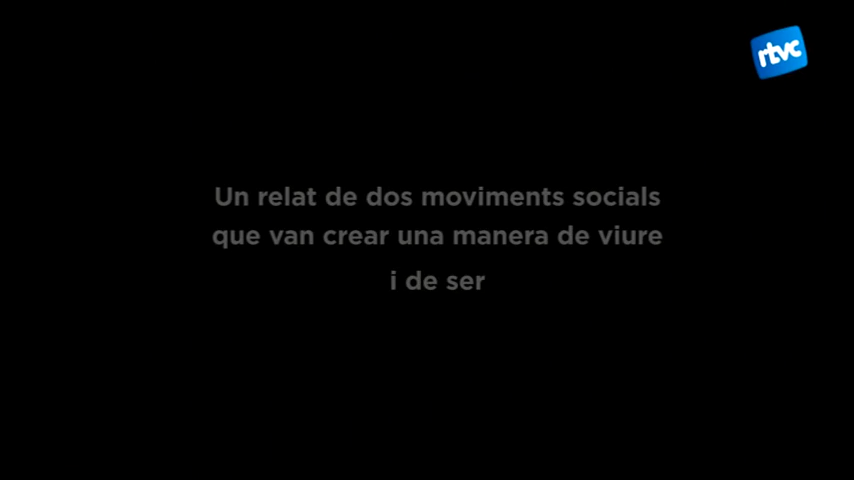 rtvc
Un relat de dos moviments socials
que van crear una manera de viure
i de ser